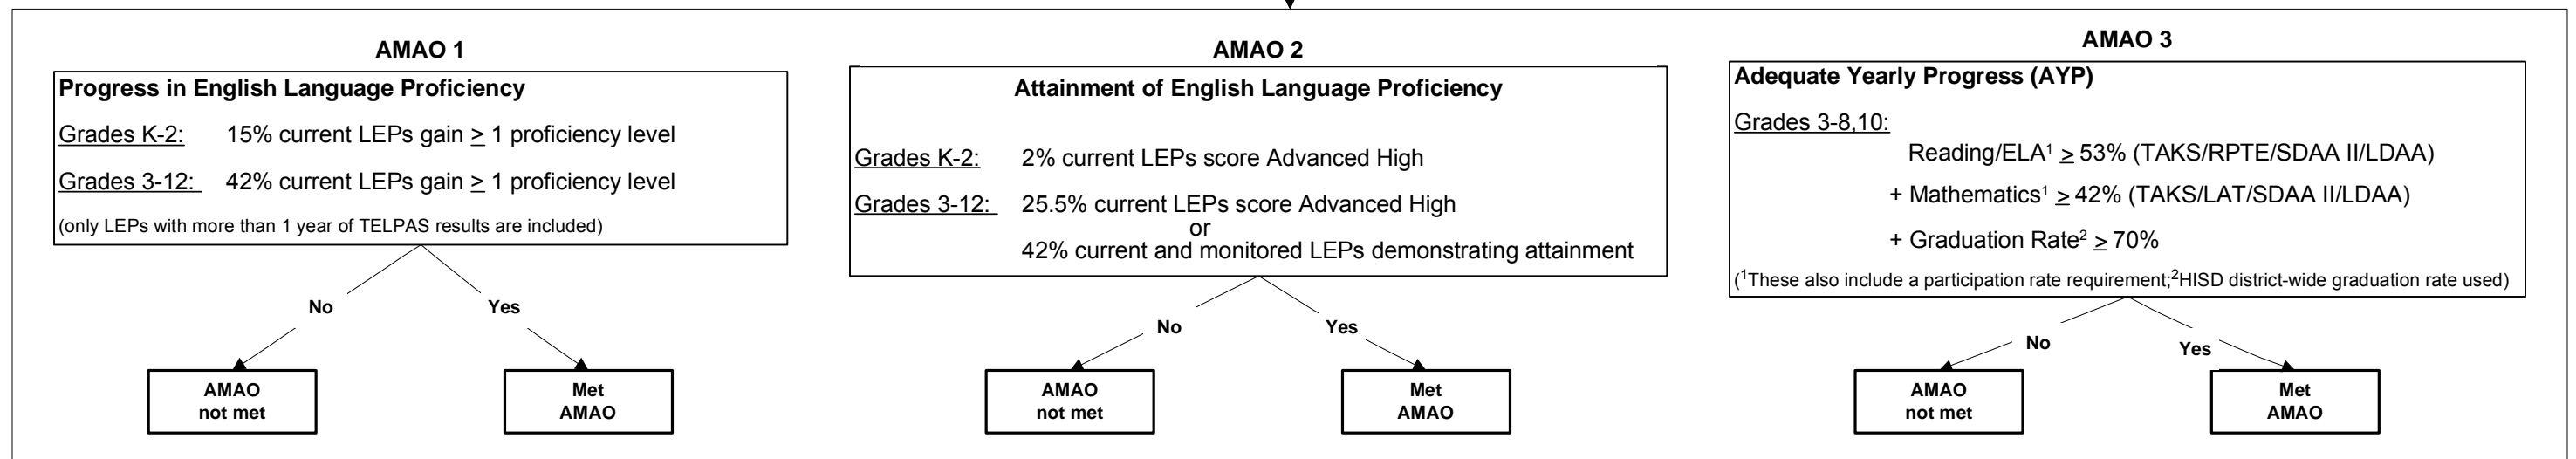 AMAO 1
Progress in English Language Proficiency
Grades K-2: 15% current LEPs gain ≥ 1 proficiency level
Grades 3-12: 42% current LEPs gain ≥ 1 proficiency level
(only LEPs with more than 1 year of TELPAS results are included)
No
Yes
AMAO
not met
Met
AMAO
AMAO 2
Attainment of English Language Proficiency
Grades K-2: 2% current LEPs score Advanced High
Grades 3-12: 25.5% current LEPs score Advanced High
or
42% current and monitored LEPs demonstrating attainment
No
Yes
AMAO
not met
Met
AMAO
AMAO 3
Adequate Yearly Progress (AYP)
Grades 3-8,10:
Reading/ELA¹ ≥ 53% (TAKS/RPTE/SDAA II/LDAA)
+ Mathematics¹ ≥ 42% (TAKS/LAT/SDAA II/LDAA)
+ Graduation Rate² ≥ 70%
(¹These also include a participation rate requirement;²HISD district-wide graduation rate used)
No
Yes
AMAO
not met
Met
AMAO